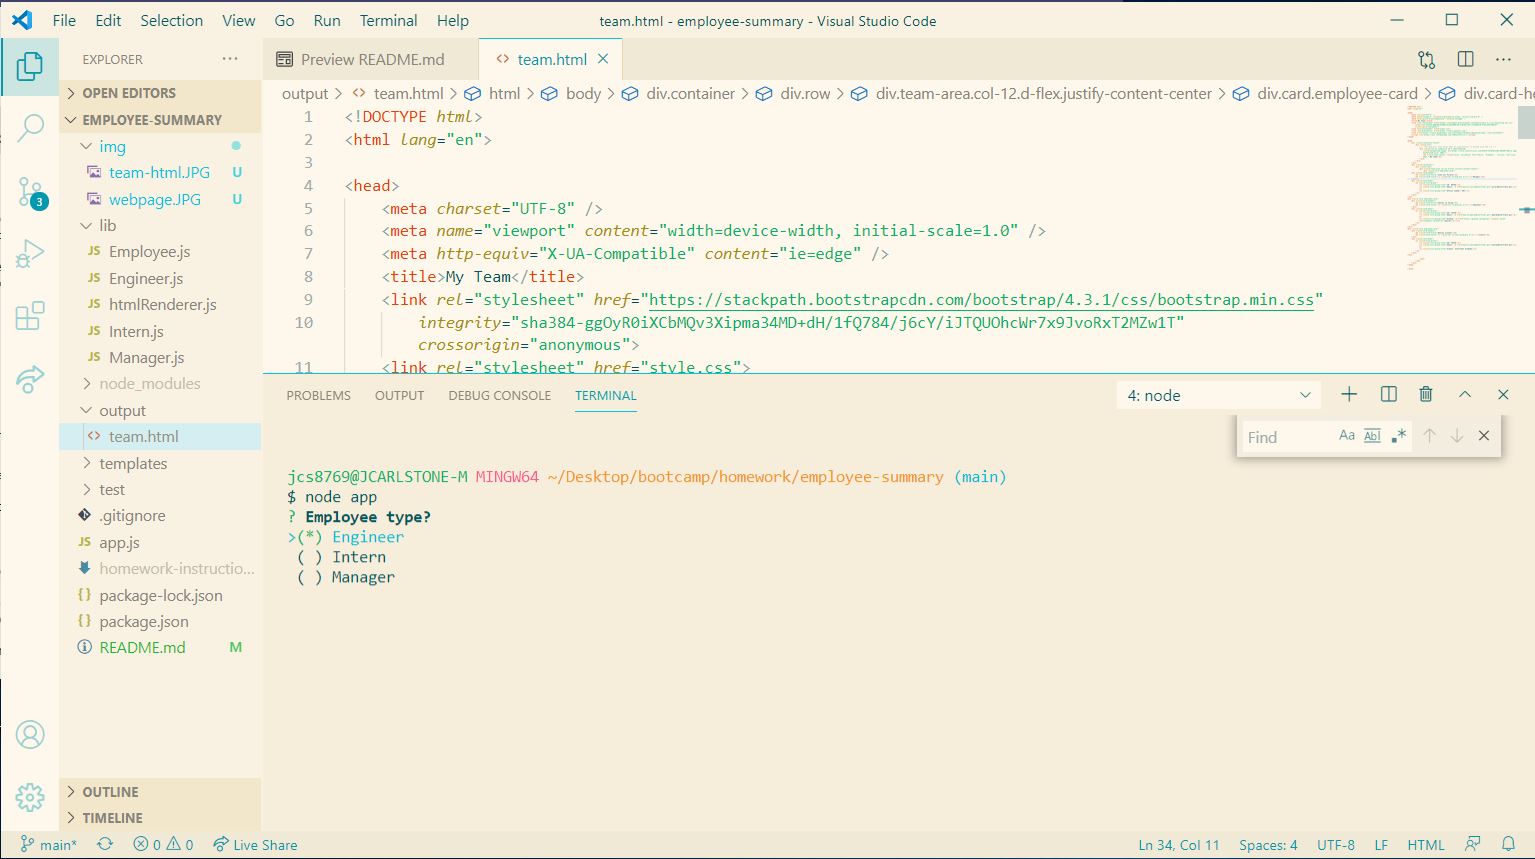 File Edit Selection View Go Run Terminal Help team.html - employee-summary - Visual Studio Code
EXPLORER ...
OPEN EDITORS
EMPLOYEE-SUMMARY
img
team-html.JPG U
webpage.JPG U
lib
JS Employee.js
JS Engineer.js
JS htmlRenderer.js
JS Intern.js
JS Manager.js
node_modules
output
<> team.html
templates
test
.gitignore
JS app.js
homework-instructio...
{} package-lock.json
{} package.json
README.md M
OUTLINE
TIMELINE
3
Preview README.md <> team.html
output > <> team.html > html > body > div.container > div.row > div.team-area.col-12.d-flex.justify-content-center > div.card.employee-card > div.card-he
1 <!DOCTYPE html>
2 <html lang="en">
3
4 <head>
5 <meta charset="UTF-8" />
6 <meta name="viewport" content="width=device-width, initial-scale=1.0" />
7 <meta http-equiv="X-UA-Compatible" content="ie=edge" />
8 <title>My Team</title>
9 <link rel="stylesheet" href="https://stackpath.bootstrapcdn.com/bootstrap/4.3.1/css/bootstrap.min.css"
10 integrity="sha384-ggOyR0iXCbMQv3Xipma34MD+dH/1fQ784/j6cY/iJTQUOhcWr7x9JvoRxT2MZw1T"
crossorigin="anonymous">
11 <link rel="stylesheet" href="style.css">
PROBLEMS OUTPUT DEBUG CONSOLE TERMINAL 4: node
Find Aa Abl .*
jcs8769@JCARLSTONE-M MINGW64 ~/Desktop/bootcamp/homework/employee-summary (main)
$ node app
? Employee type?
>(*) Engineer
( ) Intern
( ) Manager
main* 0 0 Live Share Ln 34, Col 11 Spaces: 4 UTF-8 LF HTML